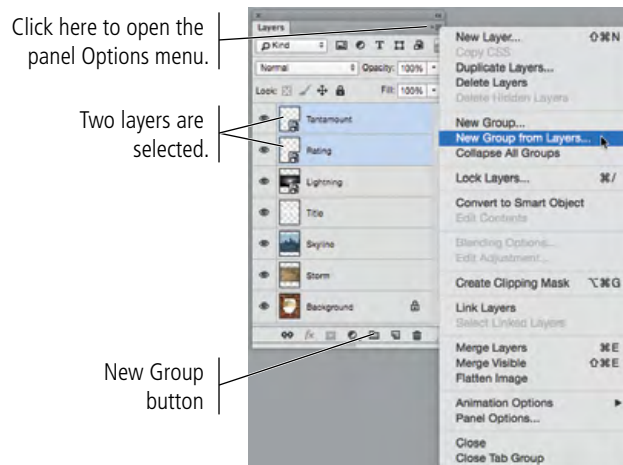 Click here to open the
panel Options menu.
Two layers are
selected.
New Group
button
Layers
Kind
Normal
Opacity: 100%
Lock:
Fill: 100%
Tantamount
Rating
Lightning
Title
Skyline
Storm
Background
fx
New Layer... ⇧⌘N
Copy CSS
Duplicate Layers...
Delete Layers
Delete Hidden Layers
New Group...
New Group from Layers...
Collapse All Groups
Lock Layers... ⌘/
Convert to Smart Object
Edit Contents
Blending Options...
Edit Adjustment...
Create Clipping Mask ⌥⌘G
Link Layers
Select Linked Layers
Merge Layers ⌘E
Merge Visible ⇧⌘E
Flatten Image
Animation Options
Panel Options...
Close
Close Tab Group